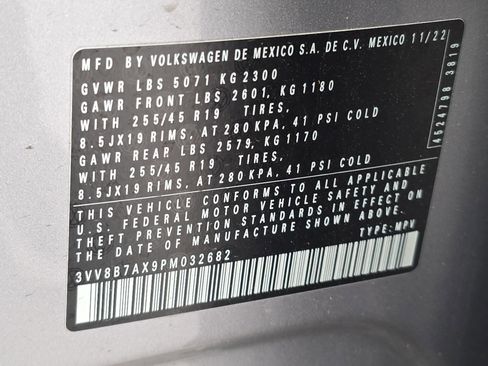 MFD BY VOLKSWAGEN DE MEXICO S.A. DE C.V. MEXICO 11/22
GVWR LBS 5071 KG 2300
GAWR FRONT LBS 2601, KG 1180
WITH 255/45 R19 TIRES,
8.5JX19 RIMS, AT 280 KPA, 41 PSI COLD
GAWR REAR LBS 2579, KG 1170
WITH 255/45 R19 TIRES,
8.5JX19 RIMS, AT 280 KPA, 41 PSI COLD
THIS VEHICLE CONFORMS TO ALL APPLICABLE
U.S. FEDERAL MOTOR VEHICLE SAFETY AND
THEFT PREVENTION STANDARDS IN EFFECT ON
THE DATE OF MANUFACTURE SHOWN ABOVE.
3VV8B7AX9PM032682 TYPE: MPV
4524798 3819